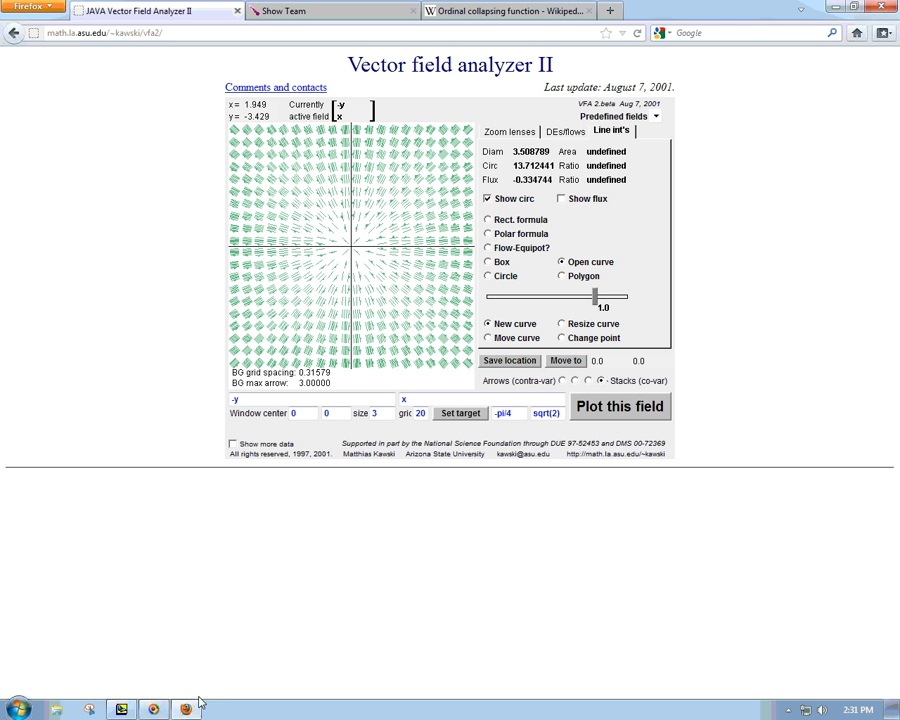 Firefox
JAVA Vector Field Analyzer II
Show Team
Ordinal collapsing function - Wikiped...
math.la.asu.edu/~kawski/vfa2/
Google
Vector field analyzer II
Comments and contacts
Last update: August 7, 2001.
x= 1.949
y= -3.429
Currently
active field
-y
x
VFA 2.beta Aug 7, 2001
Predefined fields
Zoom lenses
DEs/flows
Line int's
Diam 3.508789 Area undefined
Circ 13.712441 Ratio undefined
Flux -0.334744 Ratio undefined
Show circ Show flux
Rect. formula
Polar formula
Flow-Equipot?
Box Open curve
Circle Polygon
1.0
New curve Resize curve
Move curve Change point
Save location Move to 0.0 0.0
BG grid spacing: 0.31579
BG max arrow: 3.00000
Arrows (contra-var) Stacks (co-var)
-y x
Window center 0 0 size 3 grid 20 Set target -pi/4 sqrt(2)
Plot this field
Show more data
Supported in part by the National Science Foundation through DUE 97-52453 and DMS 00-72369
All rights reserved, 1997, 2001. Matthias Kawski Arizona State University kawski@asu.edu http://math.la.asu.edu/~kawski
2:31 PM